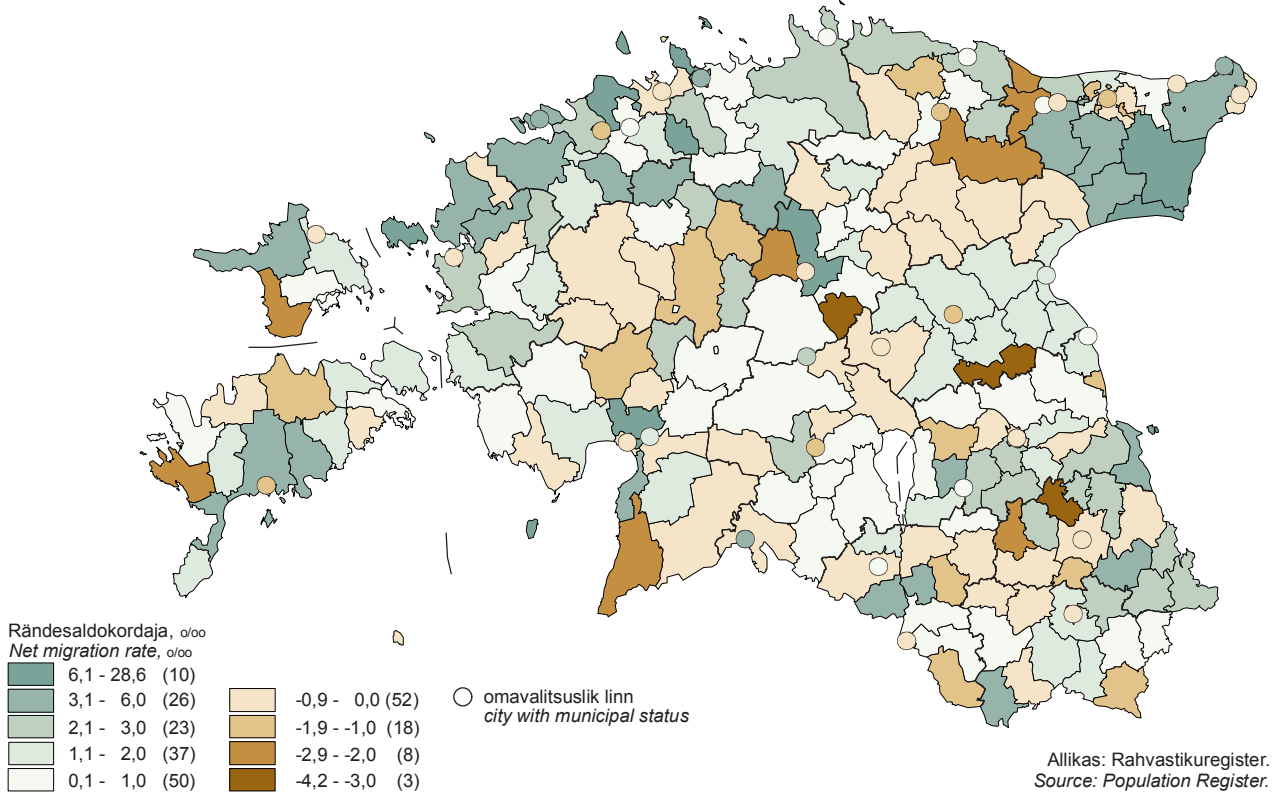 Rändesaldokordaja, o/oo
Net migration rate, o/oo
6,1 - 28,6 (10)
3,1 - 6,0 (26)
2,1 - 3,0 (23)
1,1 - 2,0 (37)
0,1 - 1,0 (50)
-0,9 - 0,0 (52)
-1,9 - -1,0 (18)
-2,9 - -2,0 (8)
-4,2 - -3,0 (3)
omavalitsuslik linn
city with municipal status
Allikas: Rahvastikuregister.
Source: Population Register.